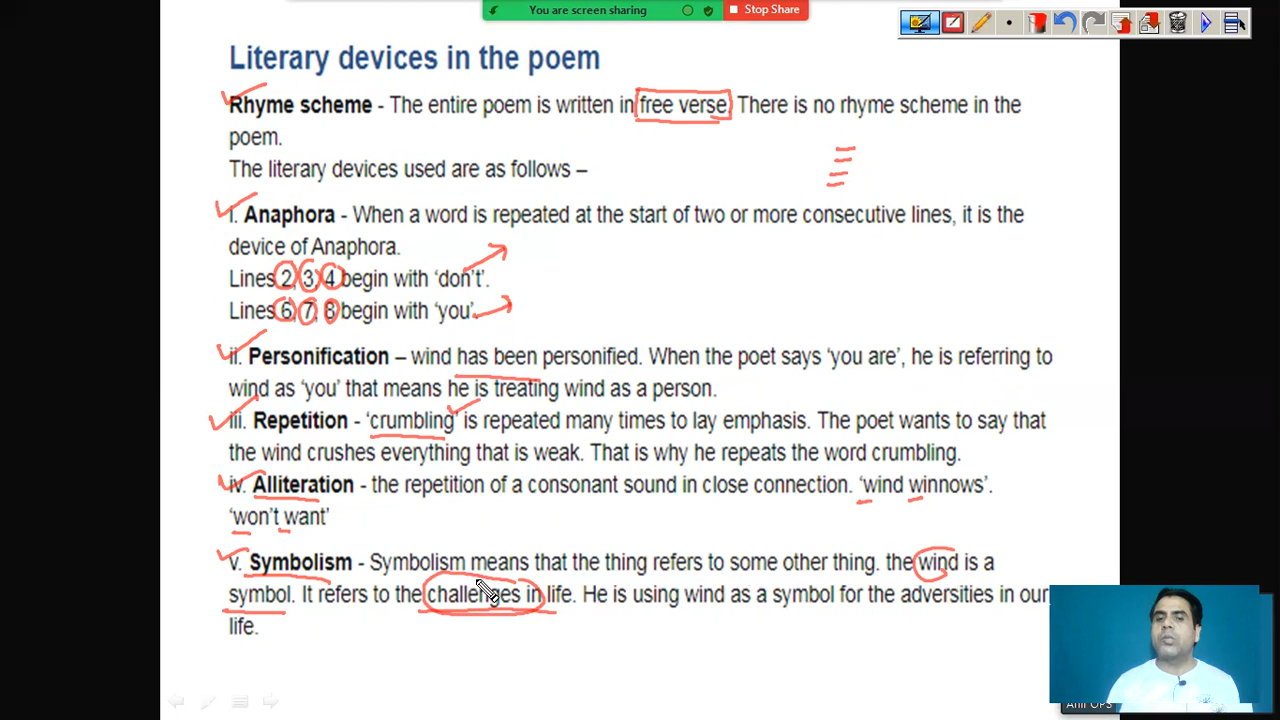 You are screen sharing
Stop Share
Literary devices in the poem
Rhyme scheme - The entire poem is written in free verse. There is no rhyme scheme in the
poem.
The literary devices used are as follows –
i. Anaphora - When a word is repeated at the start of two or more consecutive lines, it is the
device of Anaphora.
Lines 2, 3, 4 begin with ‘don’t’.
Lines 6, 7, 8 begin with ‘you’.
ii. Personification – wind has been personified. When the poet says ‘you are’, he is referring to
wind as ‘you’ that means he is treating wind as a person.
iii. Repetition - ‘crumbling’ is repeated many times to lay emphasis. The poet wants to say that
the wind crushes everything that is weak. That is why he repeats the word crumbling.
iv. Alliteration - the repetition of a consonant sound in close connection. ‘wind winnows’.
‘won’t want’
v. Symbolism - Symbolism means that the thing refers to some other thing. the wind is a
symbol. It refers to the challenges in life. He is using wind as a symbol for the adversities in our
life.
Anil OPS